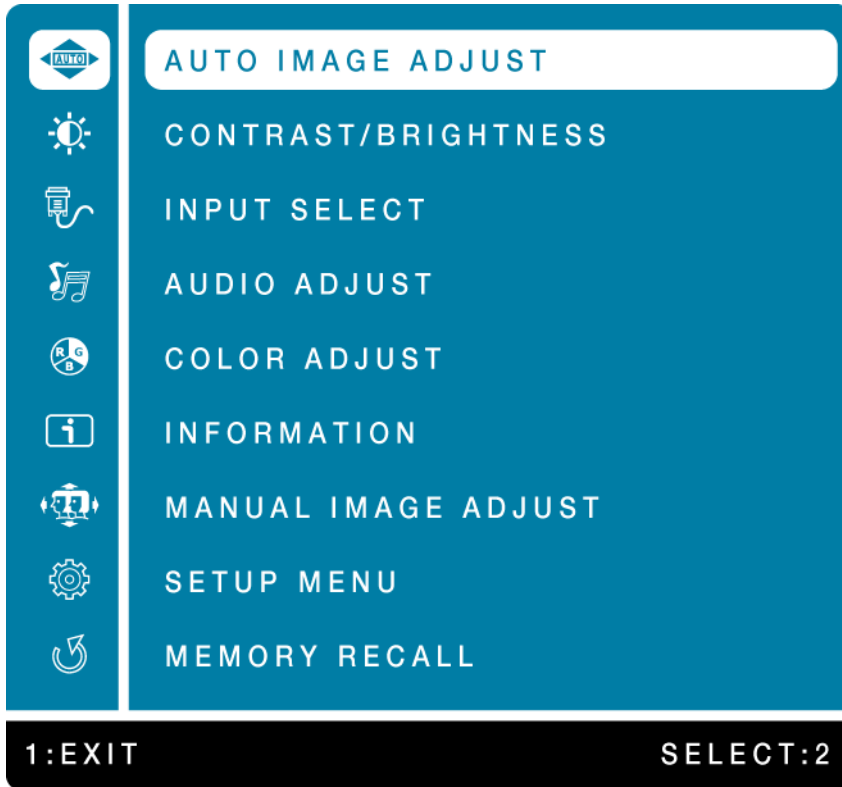 AUTO AUTO IMAGE ADJUST
CONTRAST/BRIGHTNESS
INPUT SELECT
AUDIO ADJUST
R G B COLOR ADJUST
i INFORMATION
MANUAL IMAGE ADJUST
SETUP MENU
MEMORY RECALL
1:EXIT SELECT:2